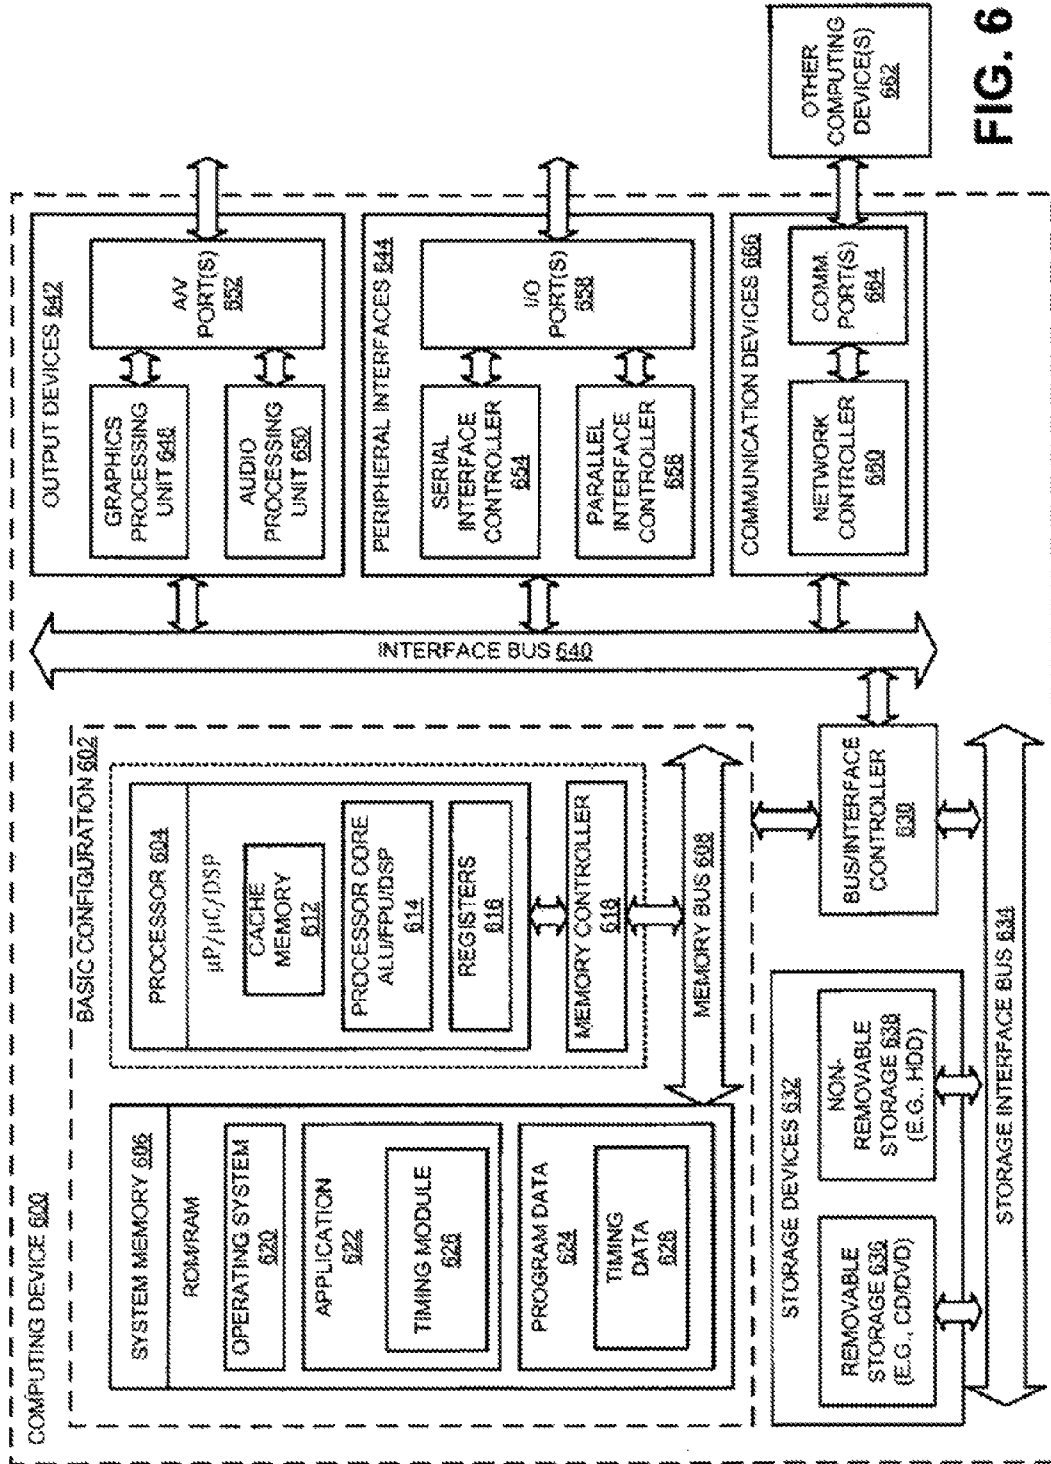 COMPUTING DEVICE 600
BASIC CONFIGURATION 602
SYSTEM MEMORY 606
ROM/RAM
OPERATING SYSTEM
620
APPLICATION
622
TIMING MODULE
626
PROGRAM DATA
624
TIMING
DATA
628
PROCESSOR 604
µP/µC/DSP
CACHE
MEMORY
612
PROCESSOR CORE
ALU/FPU/DSP
614
REGISTERS
616
MEMORY CONTROLLER
618
MEMORY BUS 608
STORAGE DEVICES 632
REMOVABLE
STORAGE 636
(E.G., CD/DVD)
NON-
REMOVABLE
STORAGE 638
(E.G., HDD)
STORAGE INTERFACE BUS 634
BUS/INTERFACE
CONTROLLER
630
INTERFACE BUS 640
OUTPUT DEVICES 642
GRAPHICS
PROCESSING
UNIT 648
AUDIO
PROCESSING
UNIT 650
A/V
PORT(S)
652
PERIPHERAL INTERFACES 644
SERIAL
INTERFACE
CONTROLLER
654
PARALLEL
INTERFACE
CONTROLLER
656
I/O
PORT(S)
658
COMMUNICATION DEVICES 666
NETWORK
CONTROLLER
660
COMM.
PORT(S)
664
OTHER
COMPUTING
DEVICE(S)
662
FIG. 6